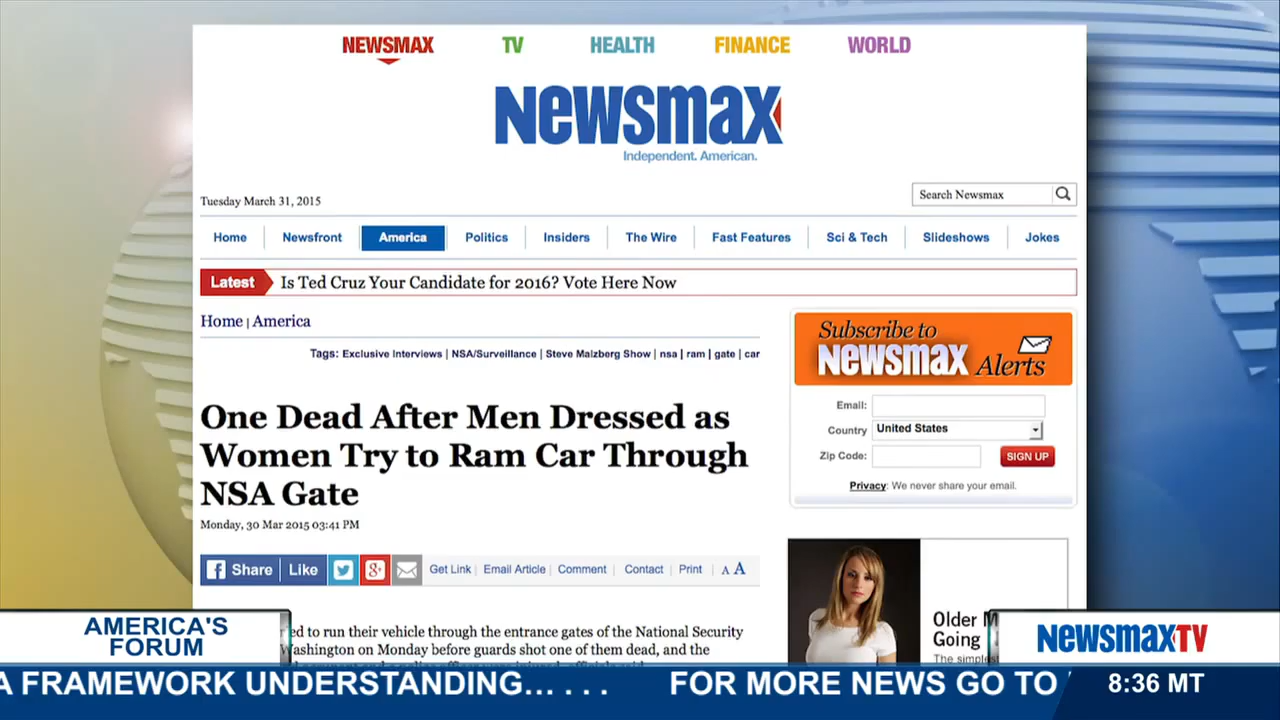 NEWSMAX TV HEALTH FINANCE WORLD
Newsmax
Independent. American.
Tuesday March 31, 2015
Search Newsmax
Home Newsfront America Politics Insiders The Wire Fast Features Sci & Tech Slideshows Jokes
Latest Is Ted Cruz Your Candidate for 2016? Vote Here Now
Home | America
Tags: Exclusive Interviews | NSA/Surveillance | Steve Malzberg Show | nsa | ram | gate | car
One Dead After Men Dressed as
Women Try to Ram Car Through
NSA Gate
Monday, 30 Mar 2015 03:41 PM
Share Like Get Link Email Article Comment Contact Print A A
to run their vehicle through the entrance gates of the National Security
Washington on Monday before guards shot one of them dead, and the
Subscribe to
Newsmax Alerts
Email:
Country United States
Zip Code: SIGN UP
Privacy: We never share your email.
Older
Going
The
AMERICA'S
FORUM
NEWSMAXTV
A FRAMEWORK UNDERSTANDING... . . . FOR MORE NEWS GO TO
8:36 MT